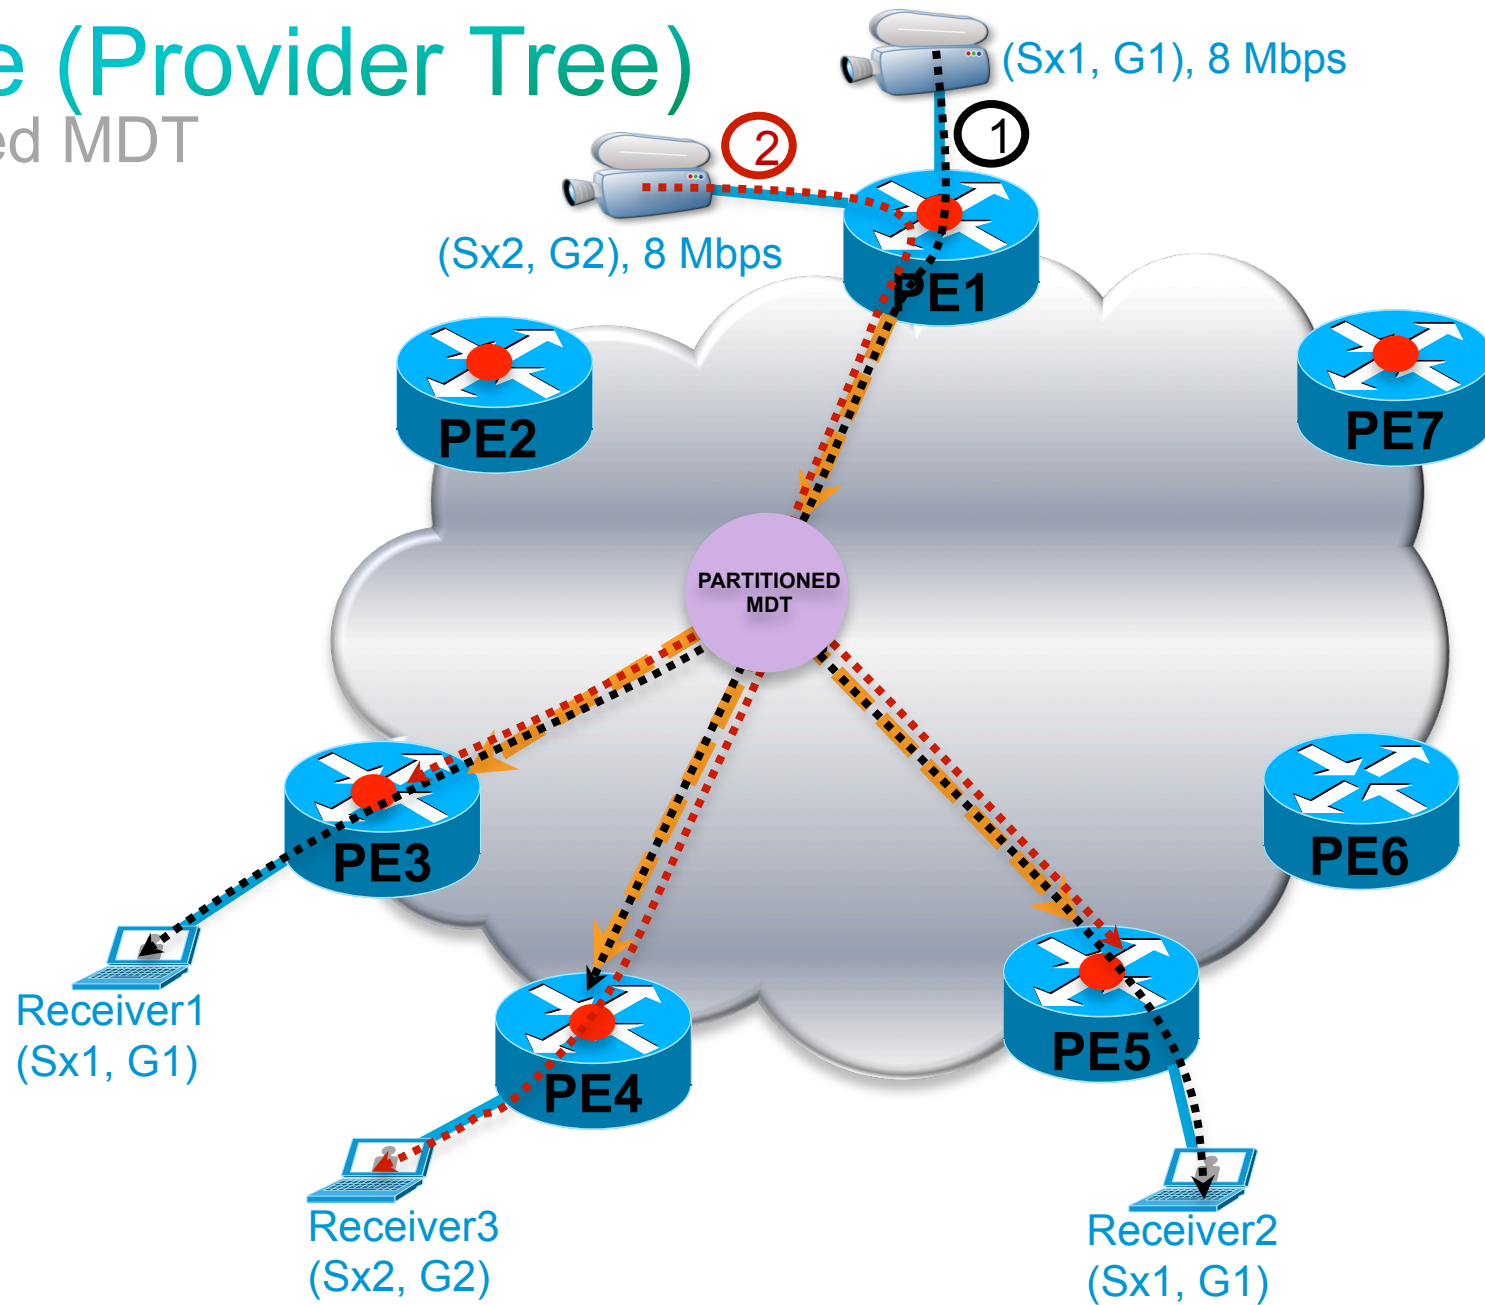 e (Provider Tree)
ed MDT
(Sx1, G1), 8 Mbps
1
2
(Sx2, G2), 8 Mbps
PE1
PE2
PE7
PARTITIONED
MDT
PE3
PE6
PE5
PE4
Receiver1
(Sx1, G1)
Receiver3
(Sx2, G2)
Receiver2
(Sx1, G1)